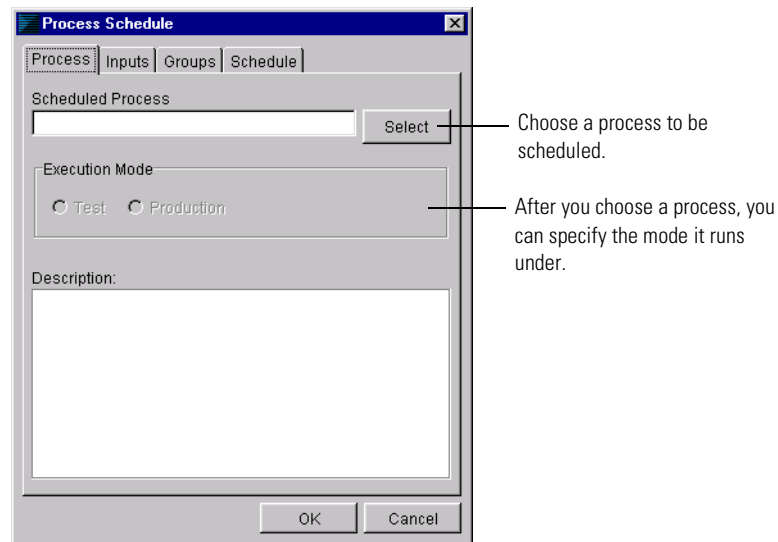 Process Schedule
Process Inputs Groups Schedule
Scheduled Process
Select
Choose a process to be
scheduled.
Execution Mode
Test Production
After you choose a process, you
can specify the mode it runs
under.
Description:
OK Cancel